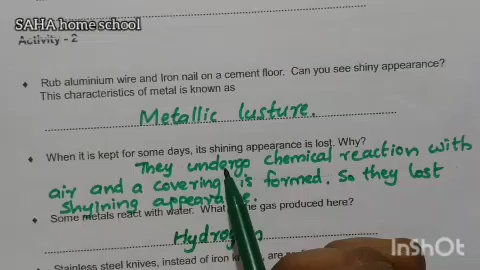 SAHA home school
Activity - 2
♦ Rub aluminium wire and Iron nail on a cement floor. Can you see shiny appearance?
This characteristics of metal is known as
Metallic lusture.
♦ When it is kept for some days, its shining appearance is lost. Why?
They undergo chemical reaction with
air and a covering is formed. So they lost
shyining appearance.
♦ Some metals react with water. What gas produced here?
Hydrogen
Stainless steel knives, instead of iron are
InShOt